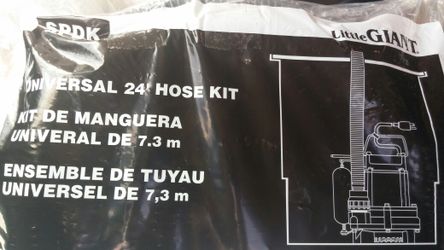 SPDK
Little GIANT
UNIVERSAL 24' HOSE KIT
KIT DE MANGUERA
UNIVERAL DE 7.3 m
ENSEMBLE DE TUYAU
UNIVERSEL DE 7,3 m